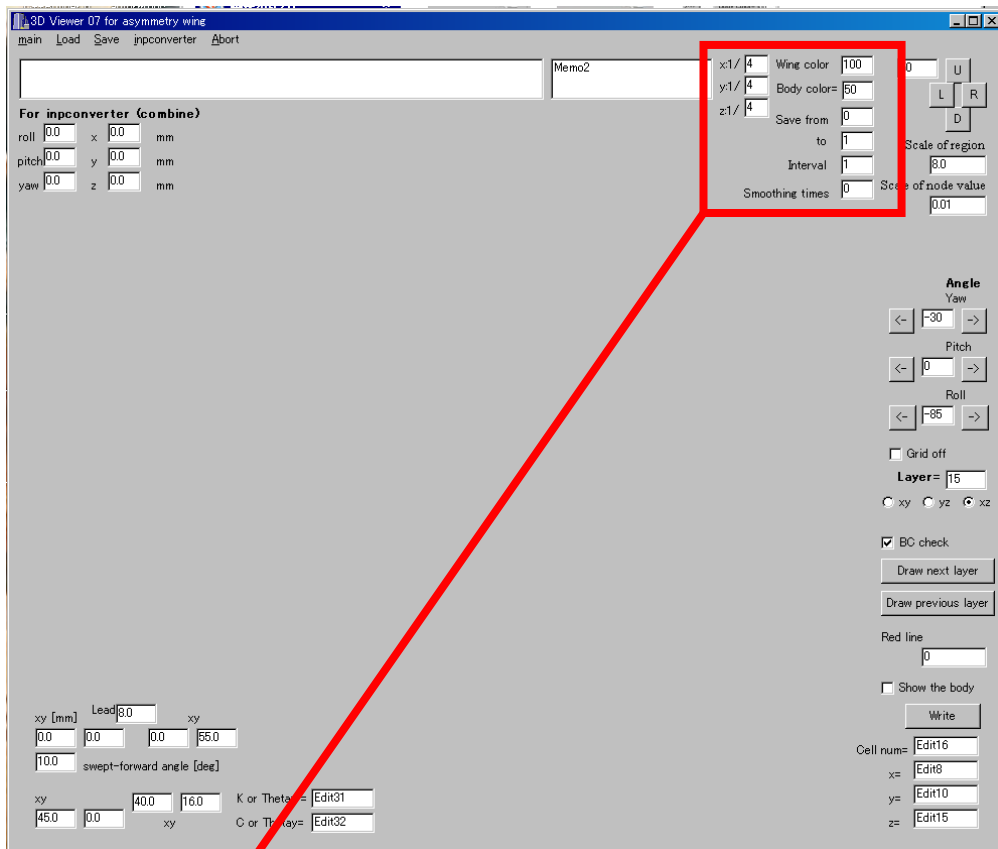 3D Viewer 07 for asymmetry wing
main Load Save inpconverter Abort
Memo2
x:1/ 4 Wing color 100
y:1/ 4 Body color= 50
z:1/ 4
Save from 0
to 1
Interval 1
Smoothing times 0
U
L R
D
Scale of region
8.0
Scale of node value
0.01
For inpconverter (combine)
roll 0.0 x 0.0 mm
pitch 0.0 y 0.0 mm
yaw 0.0 z 0.0 mm
Angle
Yaw
<- -30 ->
Pitch
<- 0 ->
Roll
<- -85 ->
Grid off
Layer= 15
xy yz xz
BC check
Draw next layer
Draw previous layer
Red line
0
Show the body
Write
Cell num= Edit16
x= Edit8
y= Edit10
z= Edit15
xy [mm] Lead 8.0 xy
0.0 0.0 0.0 55.0
10.0 swept-forward angle [deg]
xy 40.0 16.0 K or Thetax= Edit31
45.0 0.0 xy C or Thetay= Edit32